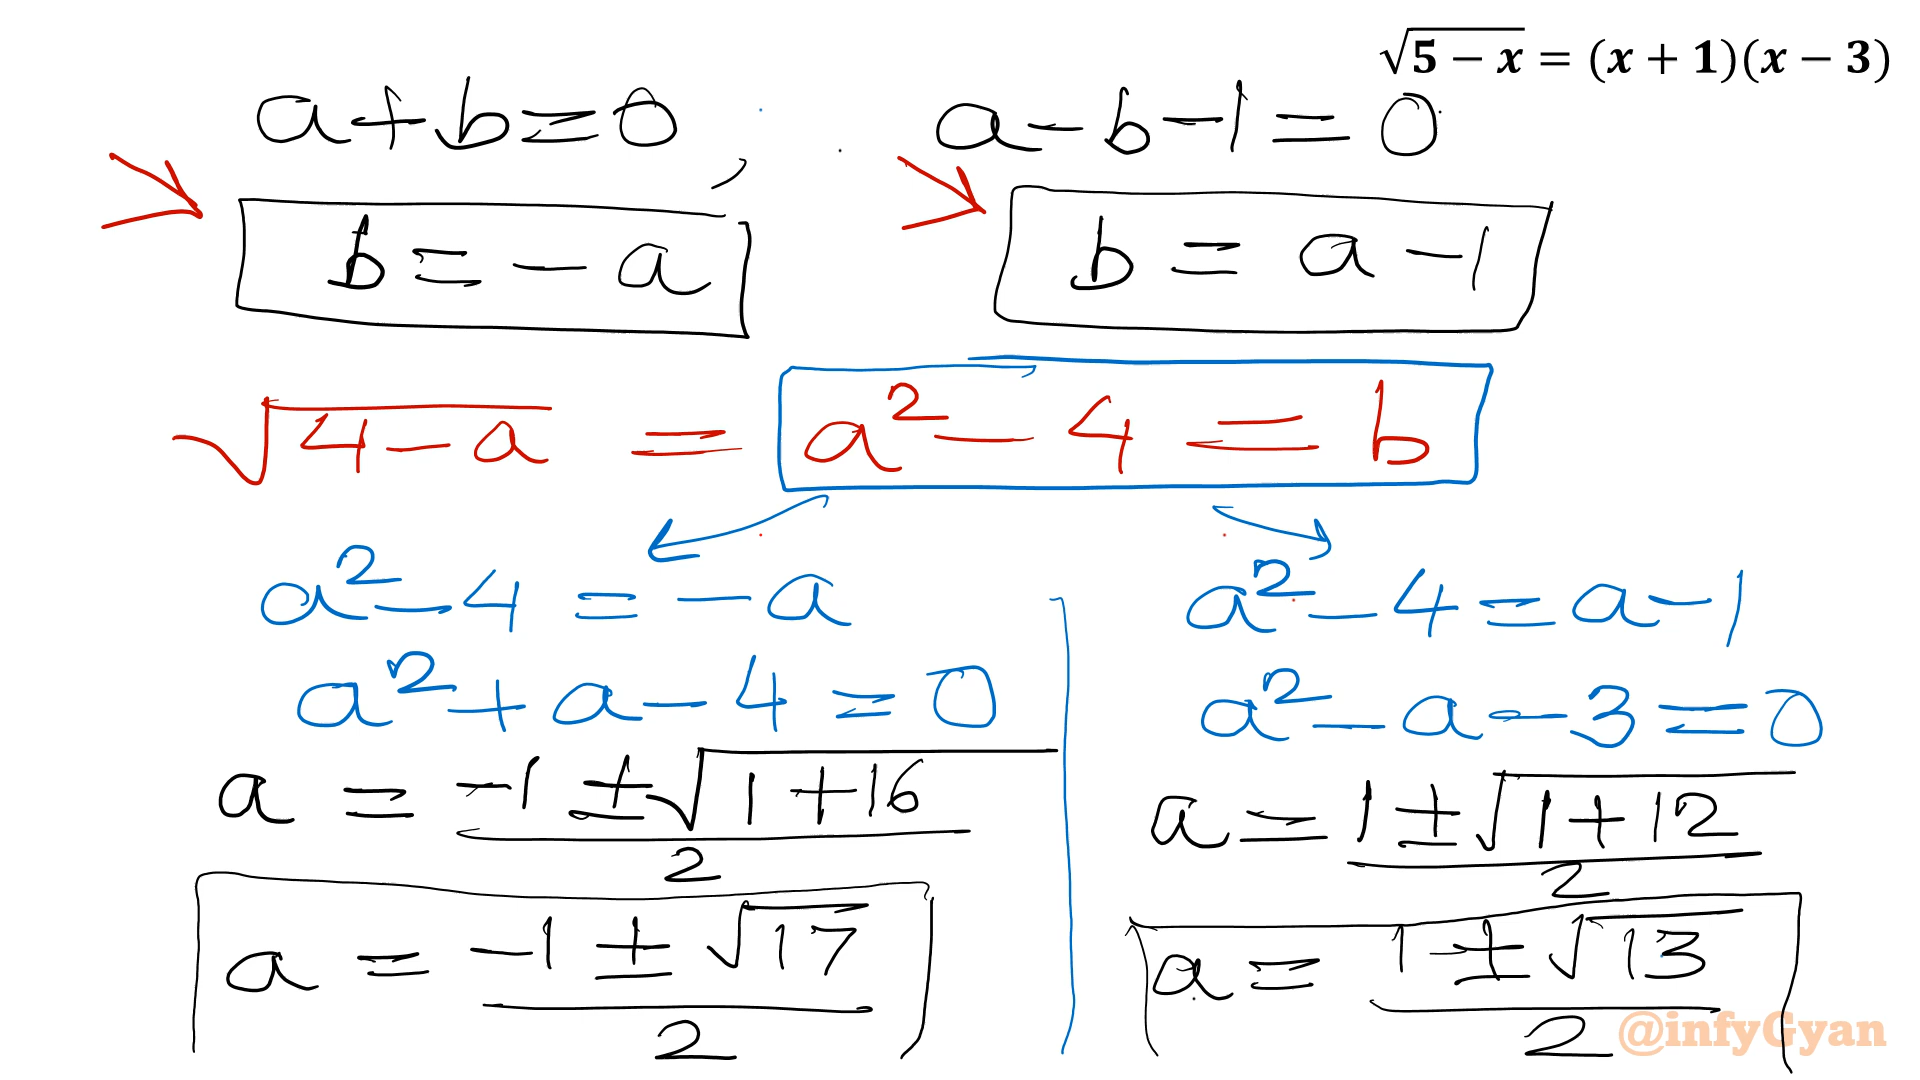 √(5 − x) = (x + 1)(x − 3)
a + b = 0 , a − b − 1 = 0
b = − a b = a − 1
√(4 − a) = a² − 4 = b
a² − 4 = − a a² − 4 = a − 1
a² + a − 4 = 0 a² − a − 3 = 0
a = (−1 ± √(1 + 16))/2 a = (1 ± √(1 + 12))/2
a = (−1 ± √17)/2 a = (1 ± √13)/2
@infyGyan